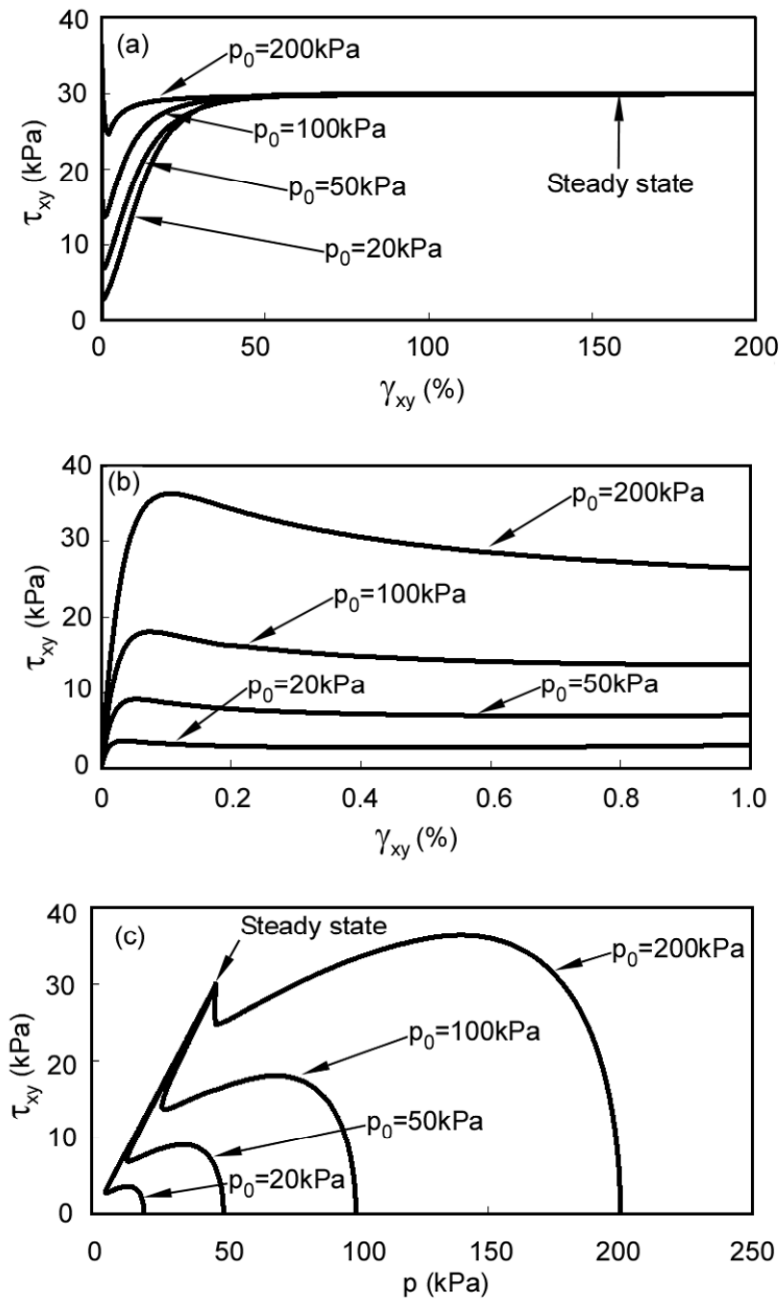 (a)
p0=200kPa
p0=100kPa
p0=50kPa
p0=20kPa
Steady state
τxy (kPa)
40
30
20
10
0
0 50 100 150 200
γxy (%)
(b)
p0=200kPa
p0=100kPa
p0=20kPa
p0=50kPa
τxy (kPa)
40
30
20
10
0
0 0.2 0.4 0.6 0.8 1.0
γxy (%)
(c)
Steady state
p0=200kPa
p0=100kPa
p0=50kPa
p0=20kPa
τxy (kPa)
40
30
20
10
0
0 50 100 150 200 250
p (kPa)